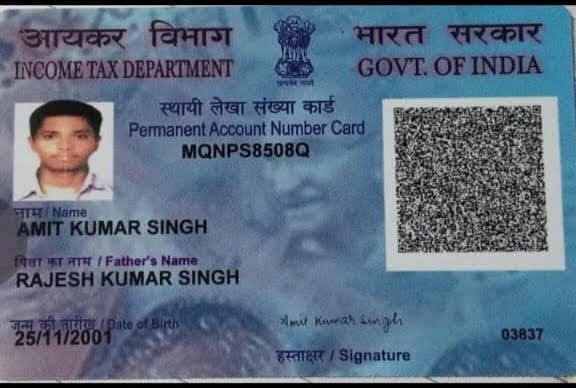 आयकर विभाग
INCOME TAX DEPARTMENT
सत्यमेव जयते
भारत सरकार
GOVT. OF INDIA
स्थायी लेखा संख्या कार्ड
Permanent Account Number Card
MQNPS8508Q
नाम / Name
AMIT KUMAR SINGH
पिता का नाम / Father's Name
RAJESH KUMAR SINGH
जन्म की तारीख / Date of Birth
25/11/2001
Amit Kumar Singh
हस्ताक्षर / Signature
03837